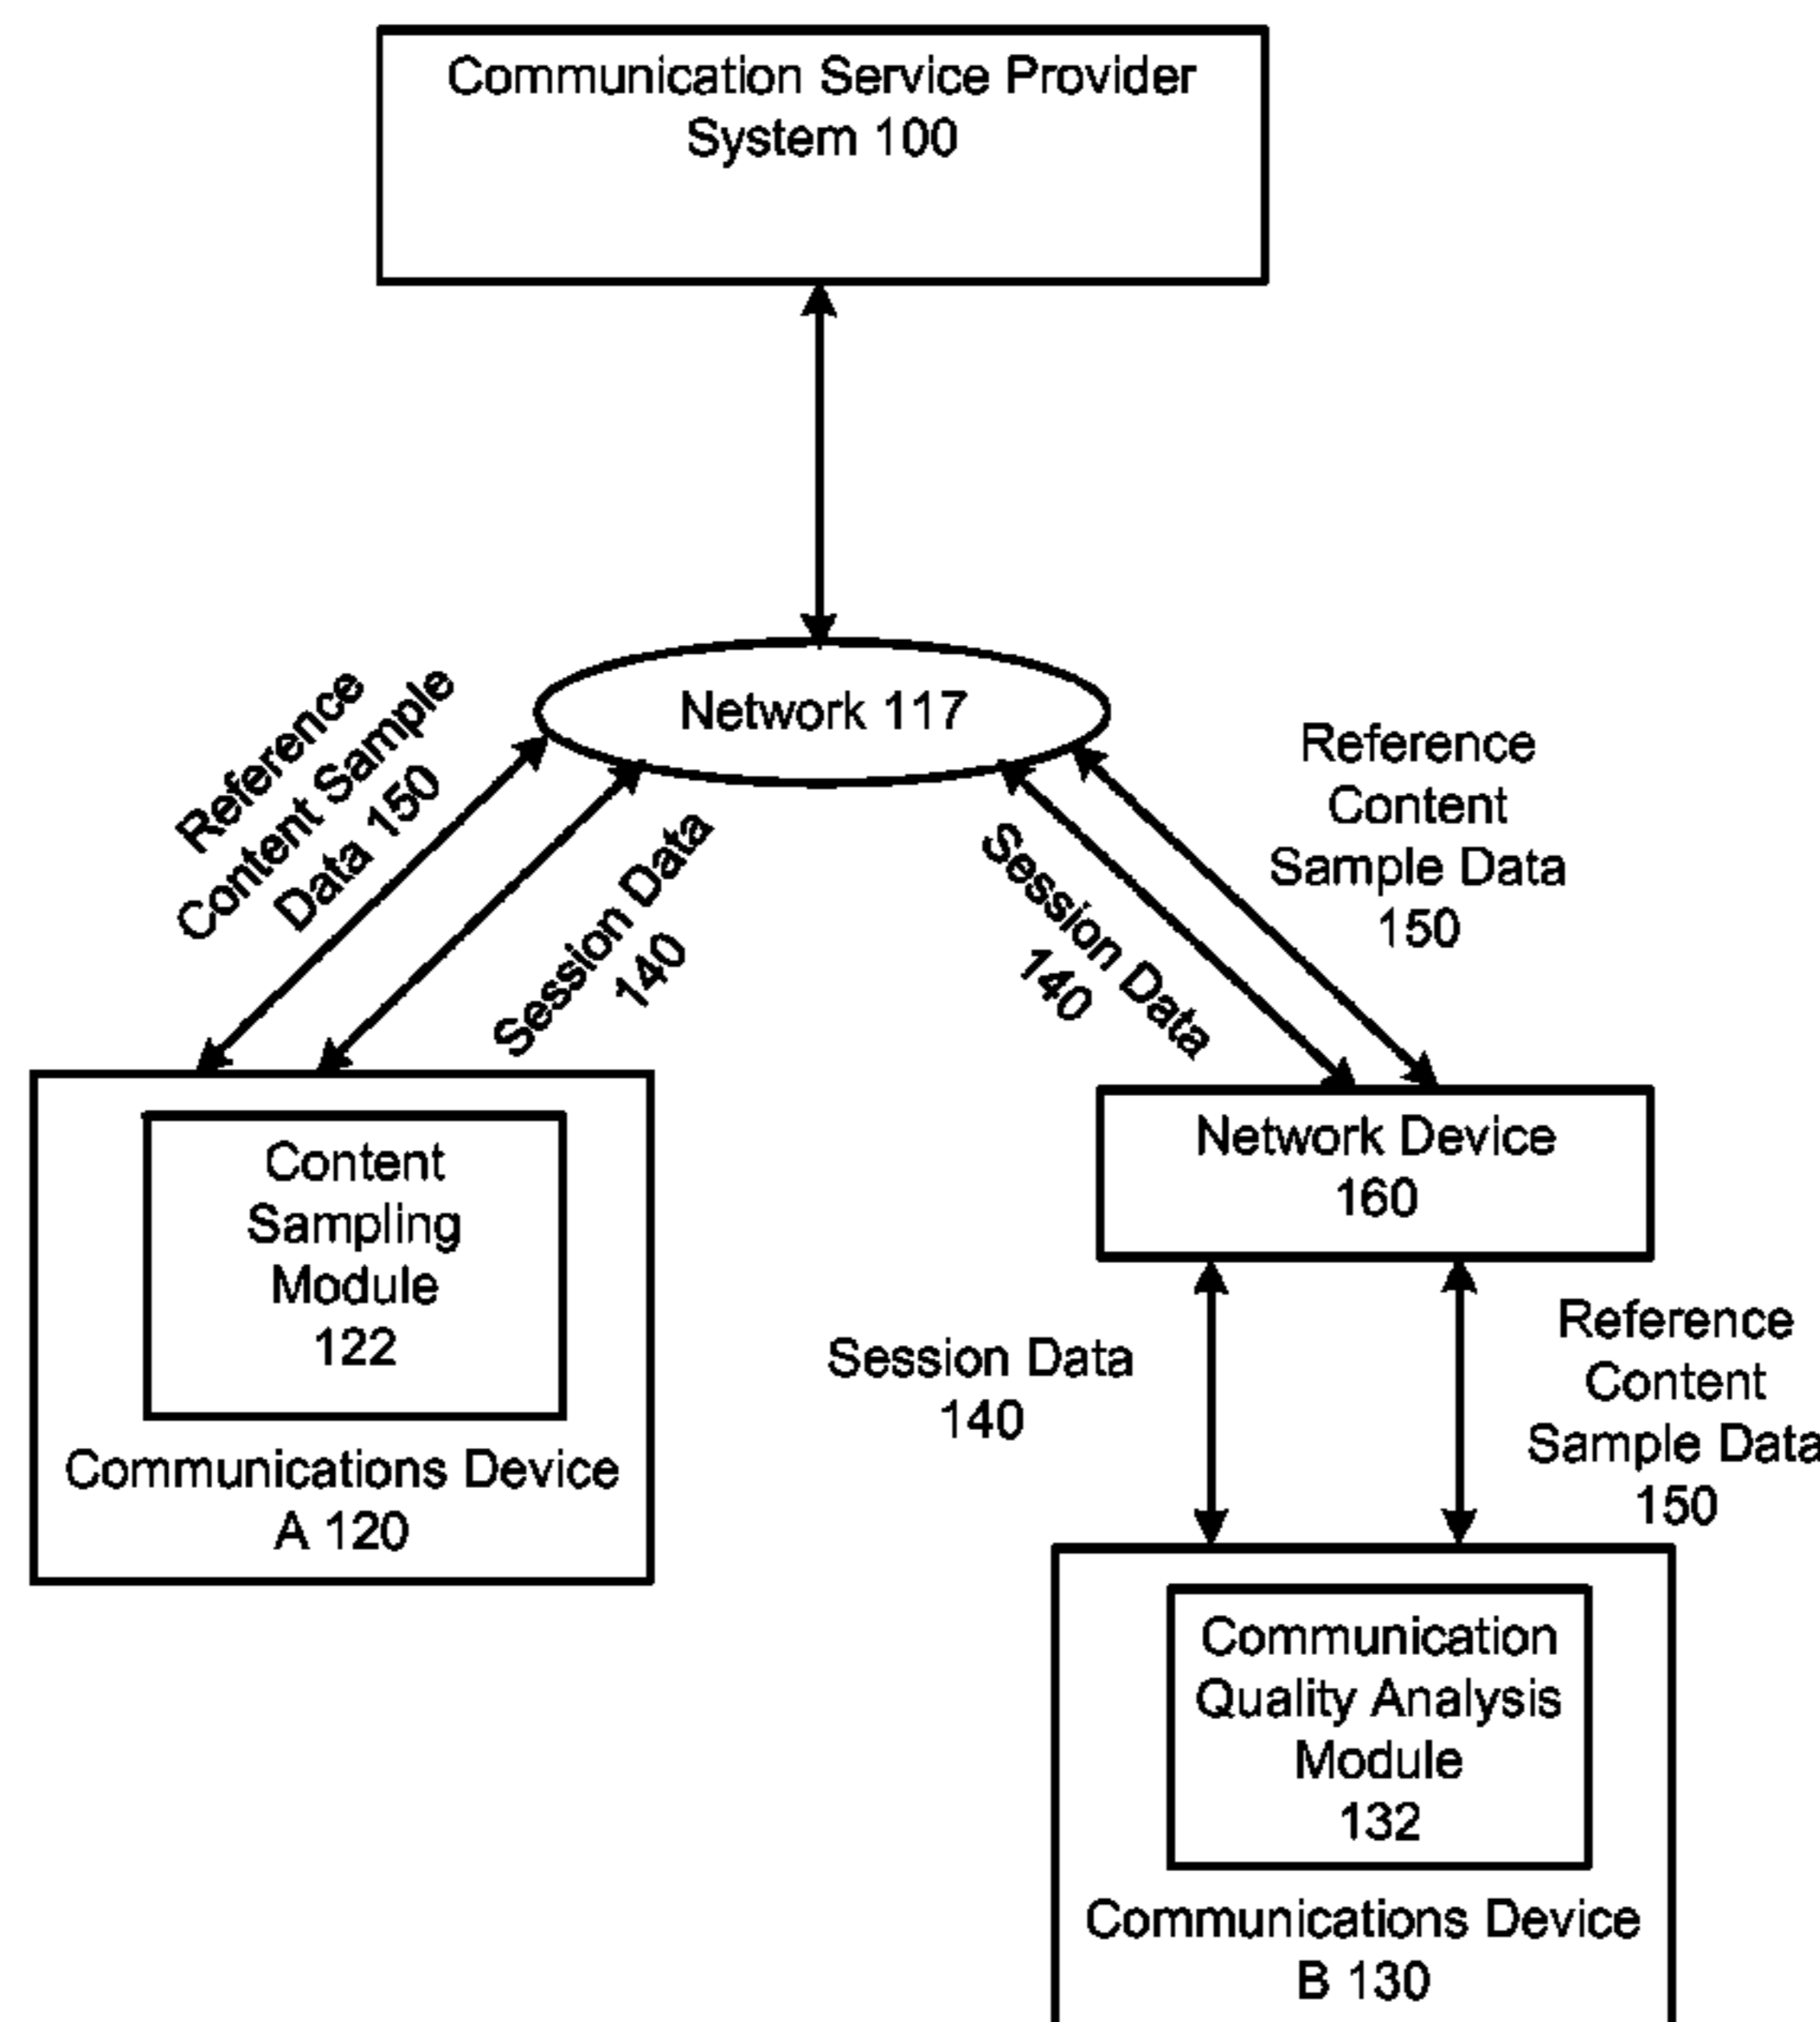 Communication Service Provider
System 100
Network 117
Reference
Content Sample
Data 150
Session Data
140
Session Data
140
Reference
Content
Sample Data
150
Content
Sampling
Module
122
Communications Device
A 120
Network Device
160
Session Data
140
Reference
Content
Sample Data
150
Communication
Quality Analysis
Module
132
Communications Device
B 130